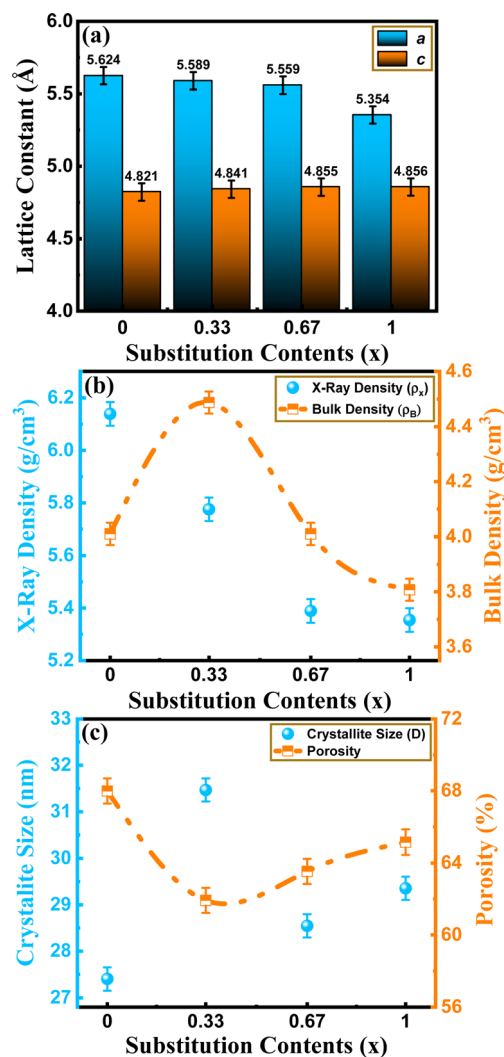 (a)
a
c
Lattice Constant (Å)
6.0
5.5
5.0
4.5
4.0
5.624
4.821
5.589
4.841
5.559
4.855
5.354
4.856
0 0.33 0.67 1
Substitution Contents (x)
(b)
X-Ray Density (ρx)
Bulk Density (ρB)
X-Ray Density (g/cm³)
6.2
6.0
5.8
5.6
5.4
5.2
Bulk Density (g/cm³)
4.6
4.4
4.2
4.0
3.8
3.6
0 0.33 0.67 1
Substitution Contents (x)
(c)
Crystallite Size (D)
Porosity
Crystallite Size (nm)
33
32
31
30
29
28
27
Porosity (%)
72
68
64
60
56
0 0.33 0.67 1
Substitution Contents (x)